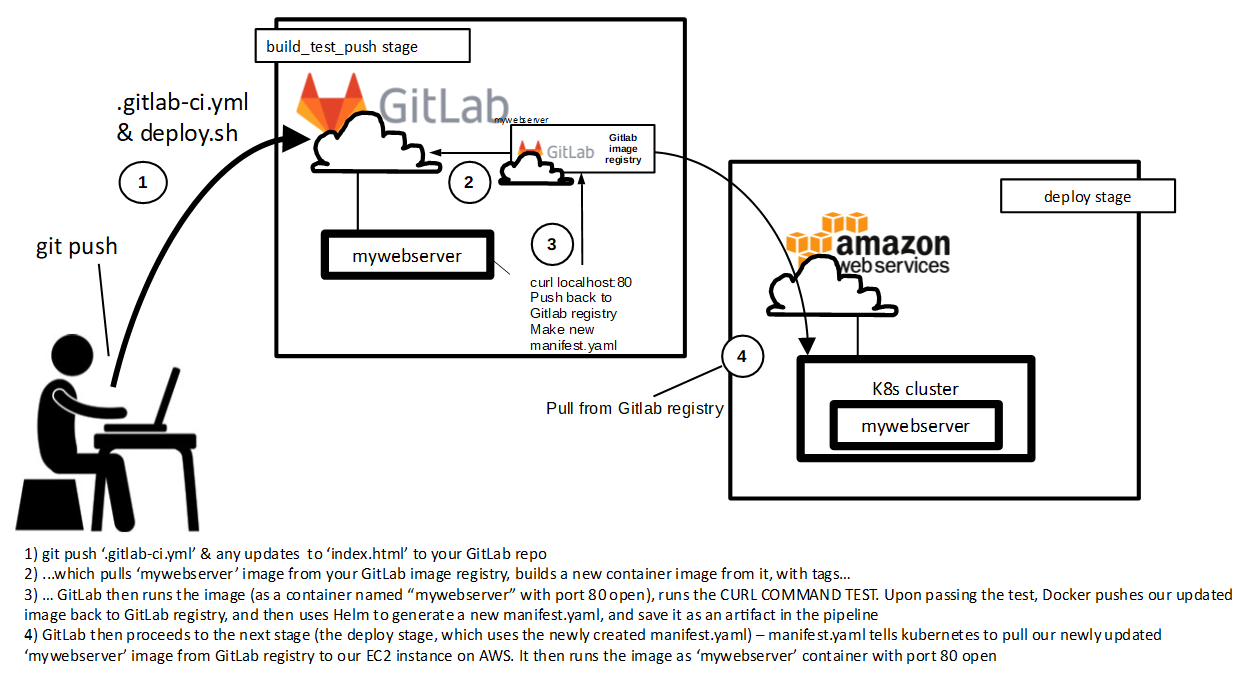 build_test_push stage
.gitlab-ci.yml
& deploy.sh
GitLab
mywebserver
GitLab
Gitlab
image
registry
1
2
deploy stage
git push
mywebserver
3
amazon
webservices
curl localhost:80
Push back to
Gitlab registry
Make new
manifest.yaml
4
K8s cluster
Pull from Gitlab registry
mywebserver
1) git push ‘.gitlab-ci.yml’ & any updates to ‘index.html’ to your GitLab repo
2) ...which pulls ‘mywebserver’ image from your GitLab image registry, builds a new container image from it, with tags...
3) ... GitLab then runs the image (as a container named “mywebserver” with port 80 open), runs the CURL COMMAND TEST. Upon passing the test, Docker pushes our updated
image back to GitLab registry, and then uses Helm to generate a new manifest.yaml, and save it as an artifact in the pipeline
4) GitLab then proceeds to the next stage (the deploy stage, which uses the newly created manifest.yaml) – manifest.yaml tells kubernetes to pull our newly updated
‘mywebserver’ image from GitLab registry to our EC2 instance on AWS. It then runs the image as ‘mywebserver’ container with port 80 open